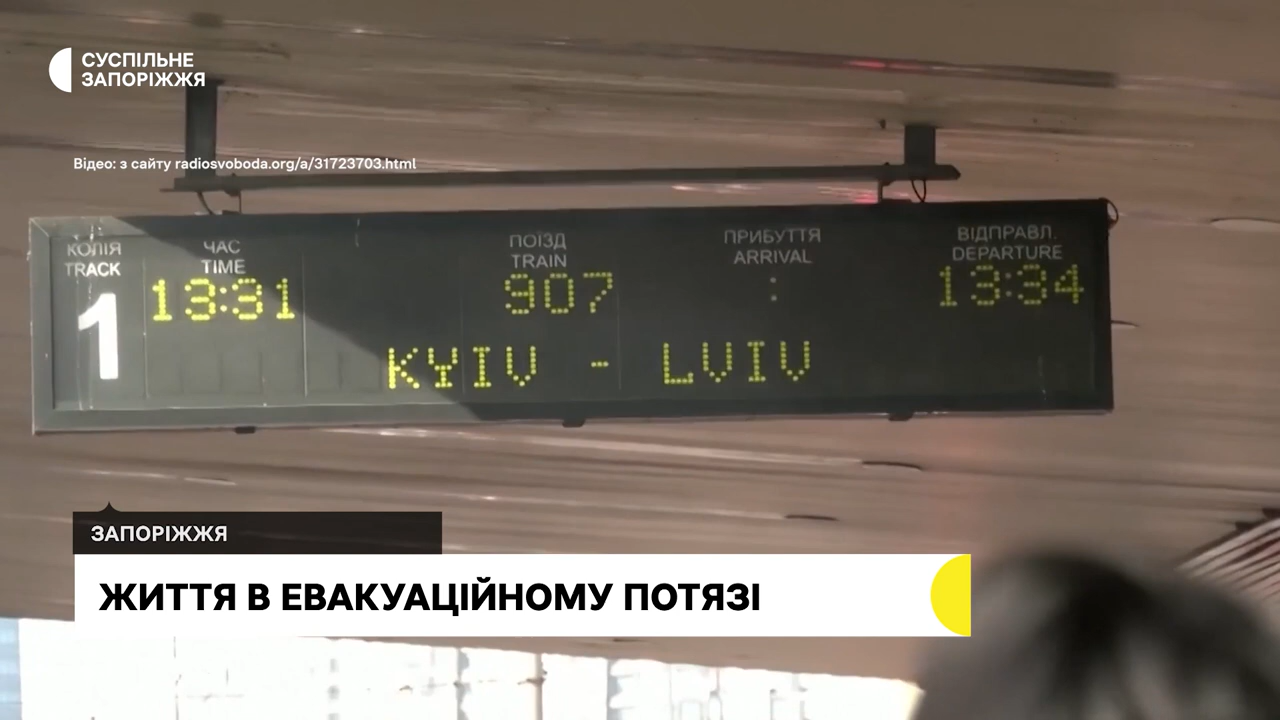 СУСПІЛЬНЕ
ЗАПОРІЖЖЯ
Відео: з сайту radiosvoboda.org/a/31723703.html
КОЛІЯ
TRACK
1
ЧАС
TIME
13:31
ПОЇЗД
TRAIN
907
ПРИБУТТЯ
ARRIVAL
:
ВІДПРАВЛ.
DEPARTURE
13:34
KYIV - LVIV
ЗАПОРІЖЖЯ
ЖИТТЯ В ЕВАКУАЦІЙНОМУ ПОТЯЗІ